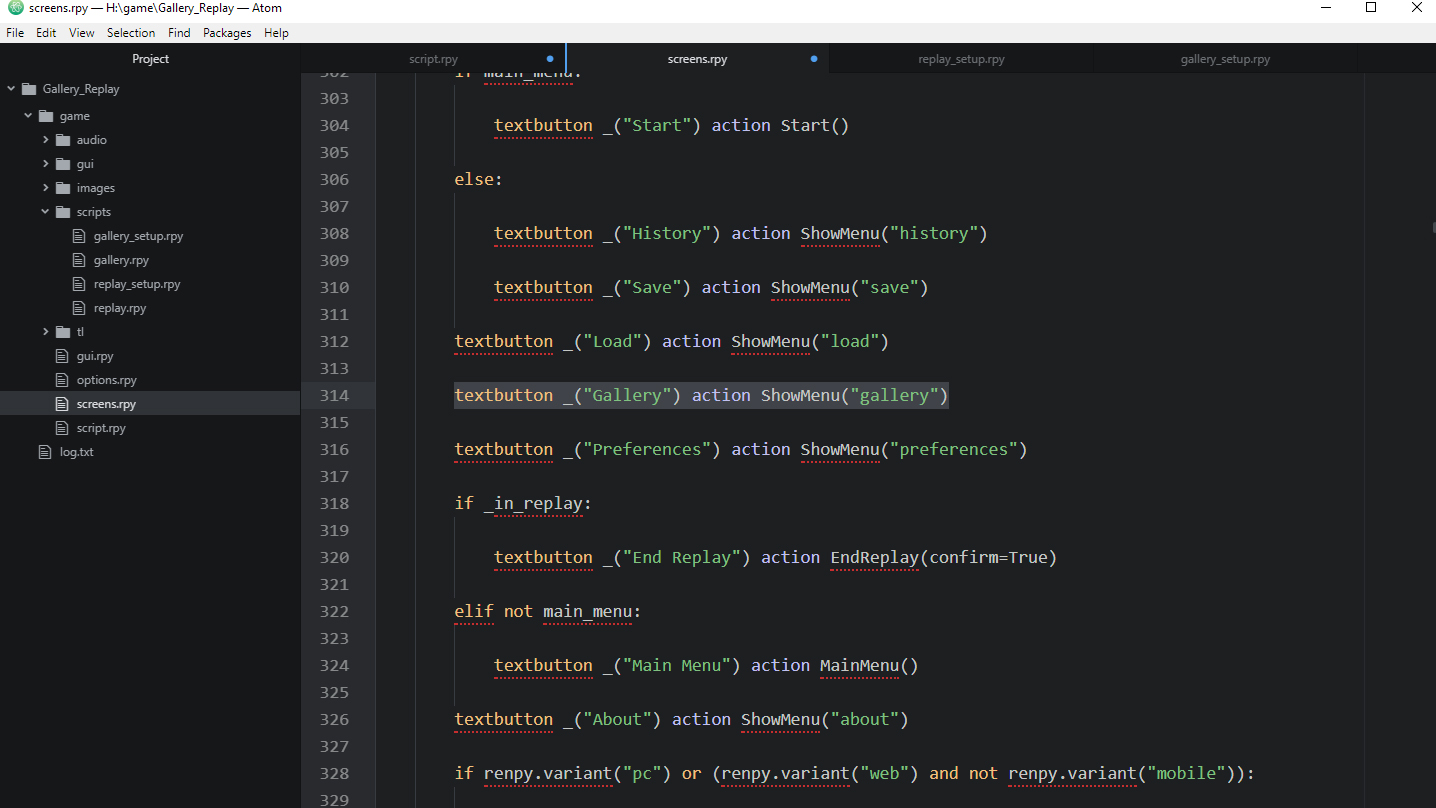 screens.rpy — H:\game\Gallery_Replay — Atom
File Edit View Selection Find Packages Help
Project
script.rpy
screens.rpy
replay_setup.rpy
gallery_setup.rpy
Gallery_Replay
game
audio
gui
images
scripts
gallery_setup.rpy
gallery.rpy
replay_setup.rpy
replay.rpy
tl
gui.rpy
options.rpy
screens.rpy
script.rpy
log.txt
302 if main_menu:
303
304 textbutton _("Start") action Start()
305
306 else:
307
308 textbutton _("History") action ShowMenu("history")
309
310 textbutton _("Save") action ShowMenu("save")
311
312 textbutton _("Load") action ShowMenu("load")
313
314 textbutton _("Gallery") action ShowMenu("gallery")
315
316 textbutton _("Preferences") action ShowMenu("preferences")
317
318 if _in_replay:
319
320 textbutton _("End Replay") action EndReplay(confirm=True)
321
322 elif not main_menu:
323
324 textbutton _("Main Menu") action MainMenu()
325
326 textbutton _("About") action ShowMenu("about")
327
328 if renpy.variant("pc") or (renpy.variant("web") and not renpy.variant("mobile")):
329